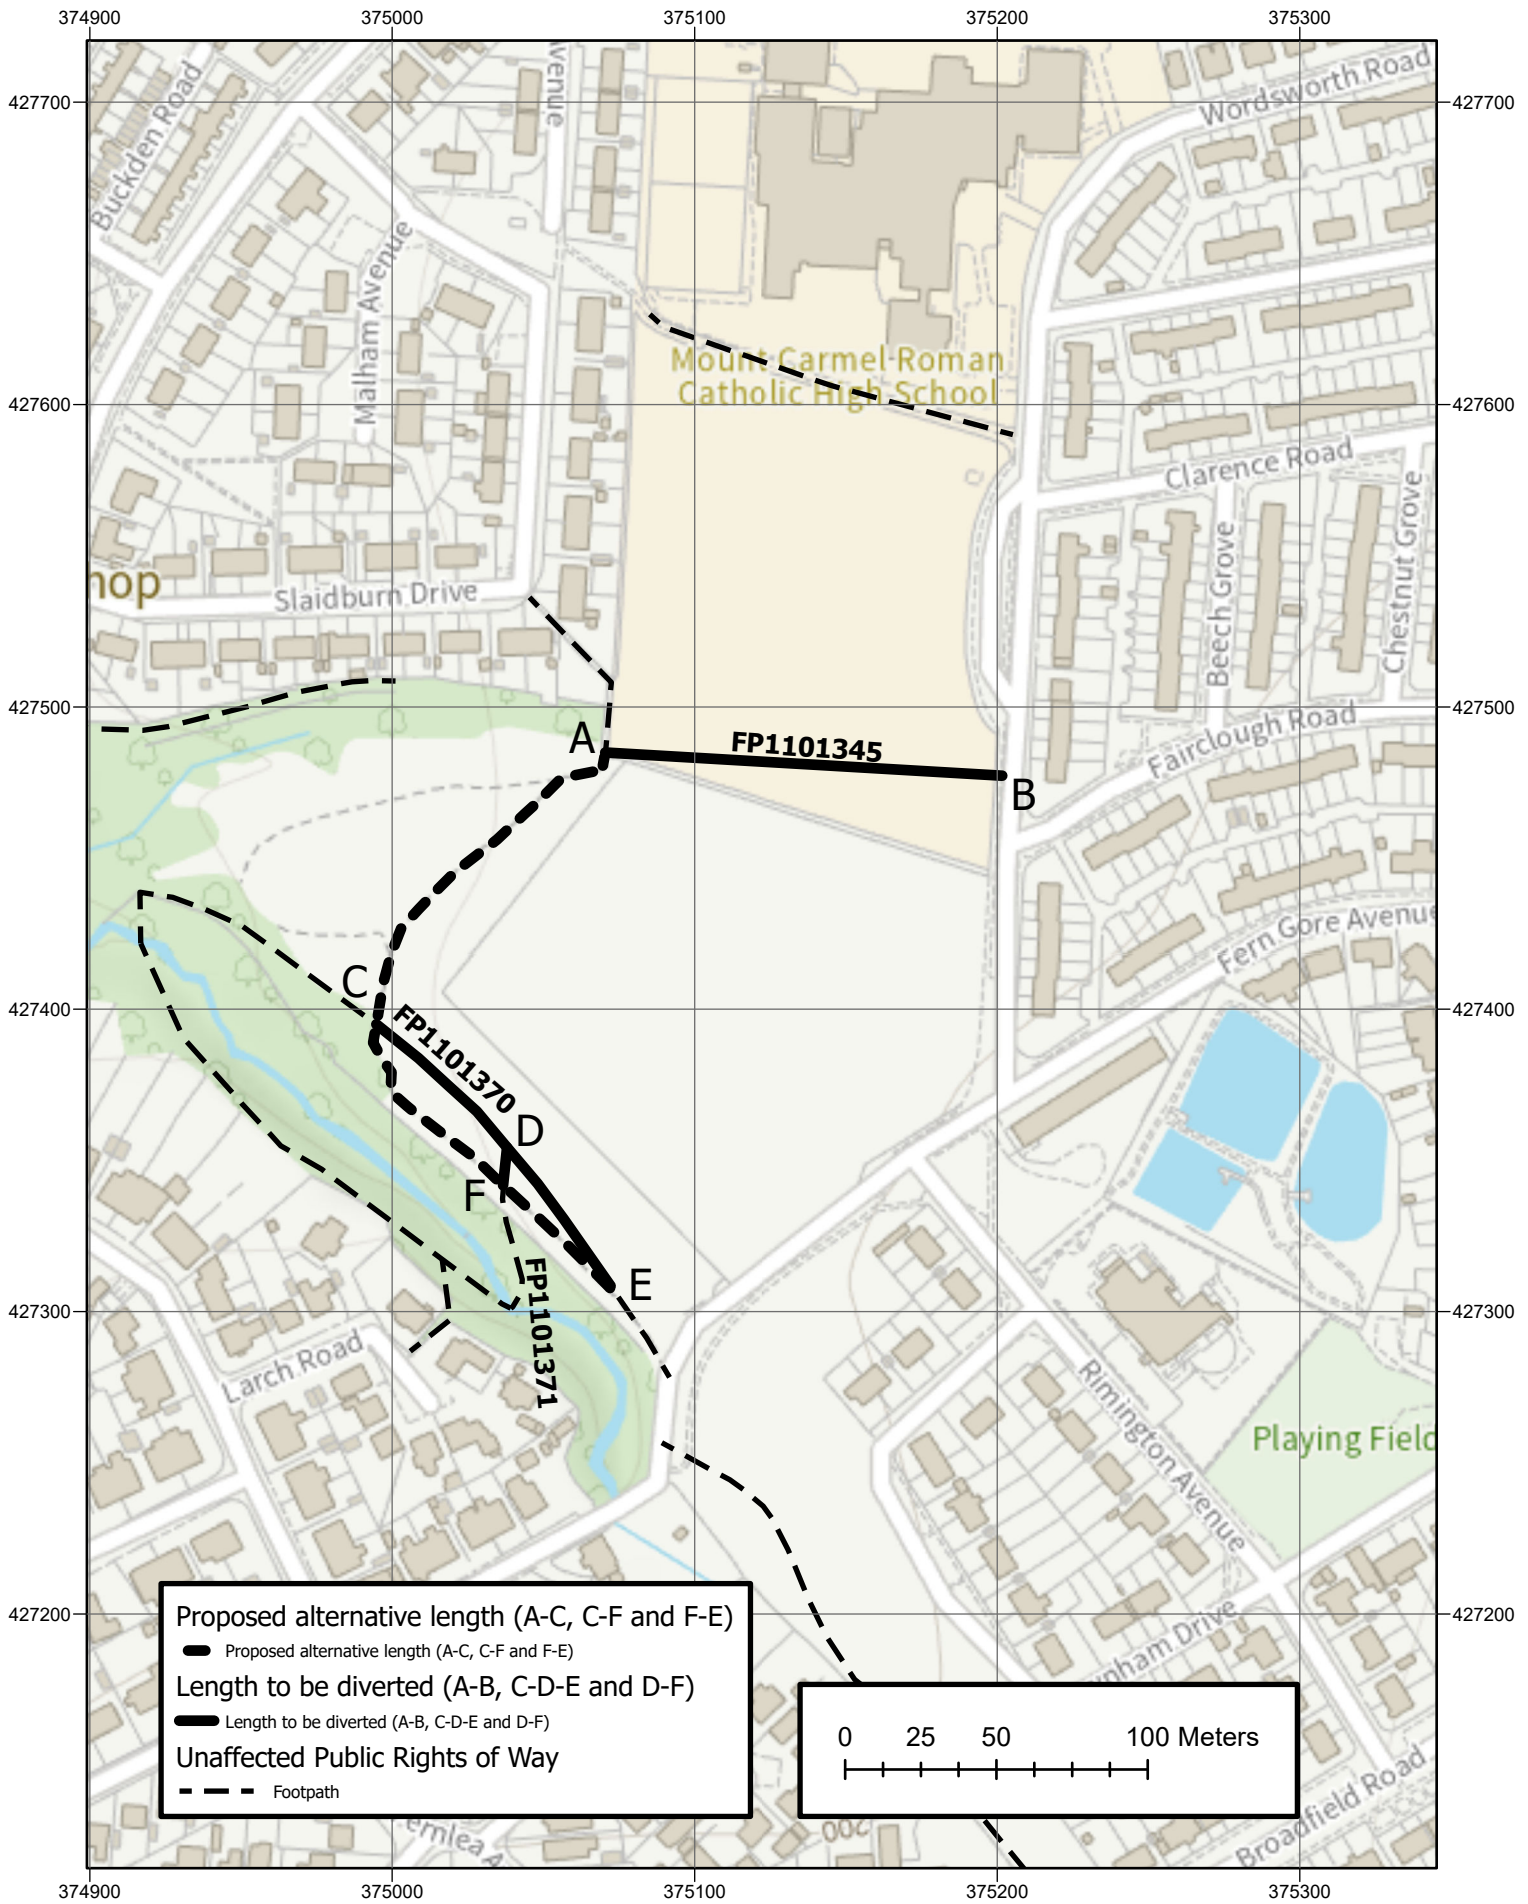 374900 375000 375100 375200 375300
427700 427700
Buckden Road
venue
Wordsworth Road
Malham Avenue
Mount Carmel Roman
Catholic High School
427600 427600
Clarence Road
Beech Grove
Chestnut Grove
hop
Slaidburn Drive
427500 427500
A
FP1101345
B
Fairclough Road
Fern Gore Avenue
C
427400 427400
FP1101370
D
F
E
427300 427300
FP1101371
Larch Road
Rimington Avenue
Playing Field
427200 427200
nham Drive
Proposed alternative length (A-C, C-F and F-E)
Proposed alternative length (A-C, C-F and F-E)
Length to be diverted (A-B, C-D-E and D-F)
Length to be diverted (A-B, C-D-E and D-F)
Unaffected Public Rights of Way
Footpath
0 25 50 100 Meters
200
Broadfield Road
ernlea A
374900 375000 375100 375200 375300